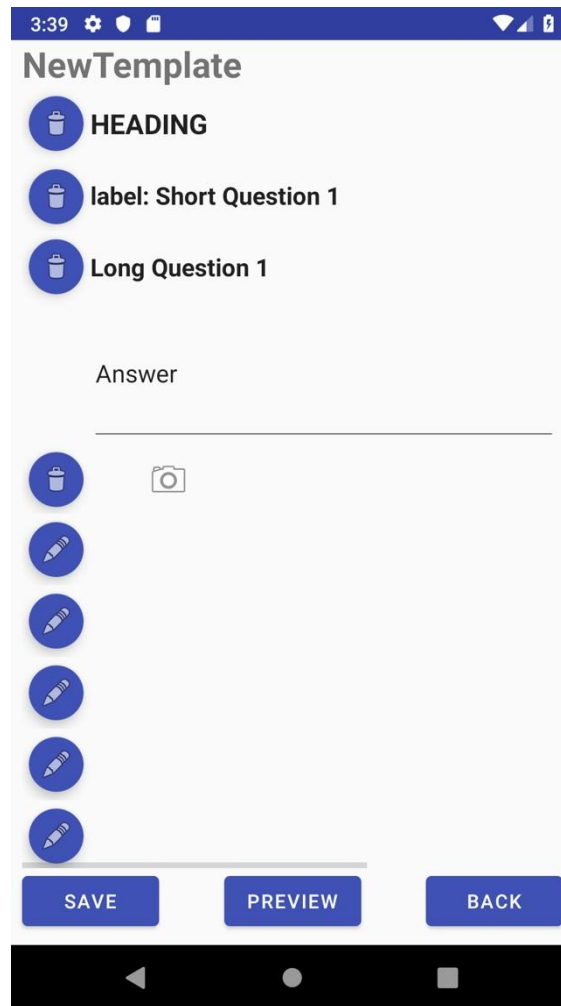 3:39
NewTemplate
HEADING
label: Short Question 1
Long Question 1
Answer
SAVE PREVIEW BACK